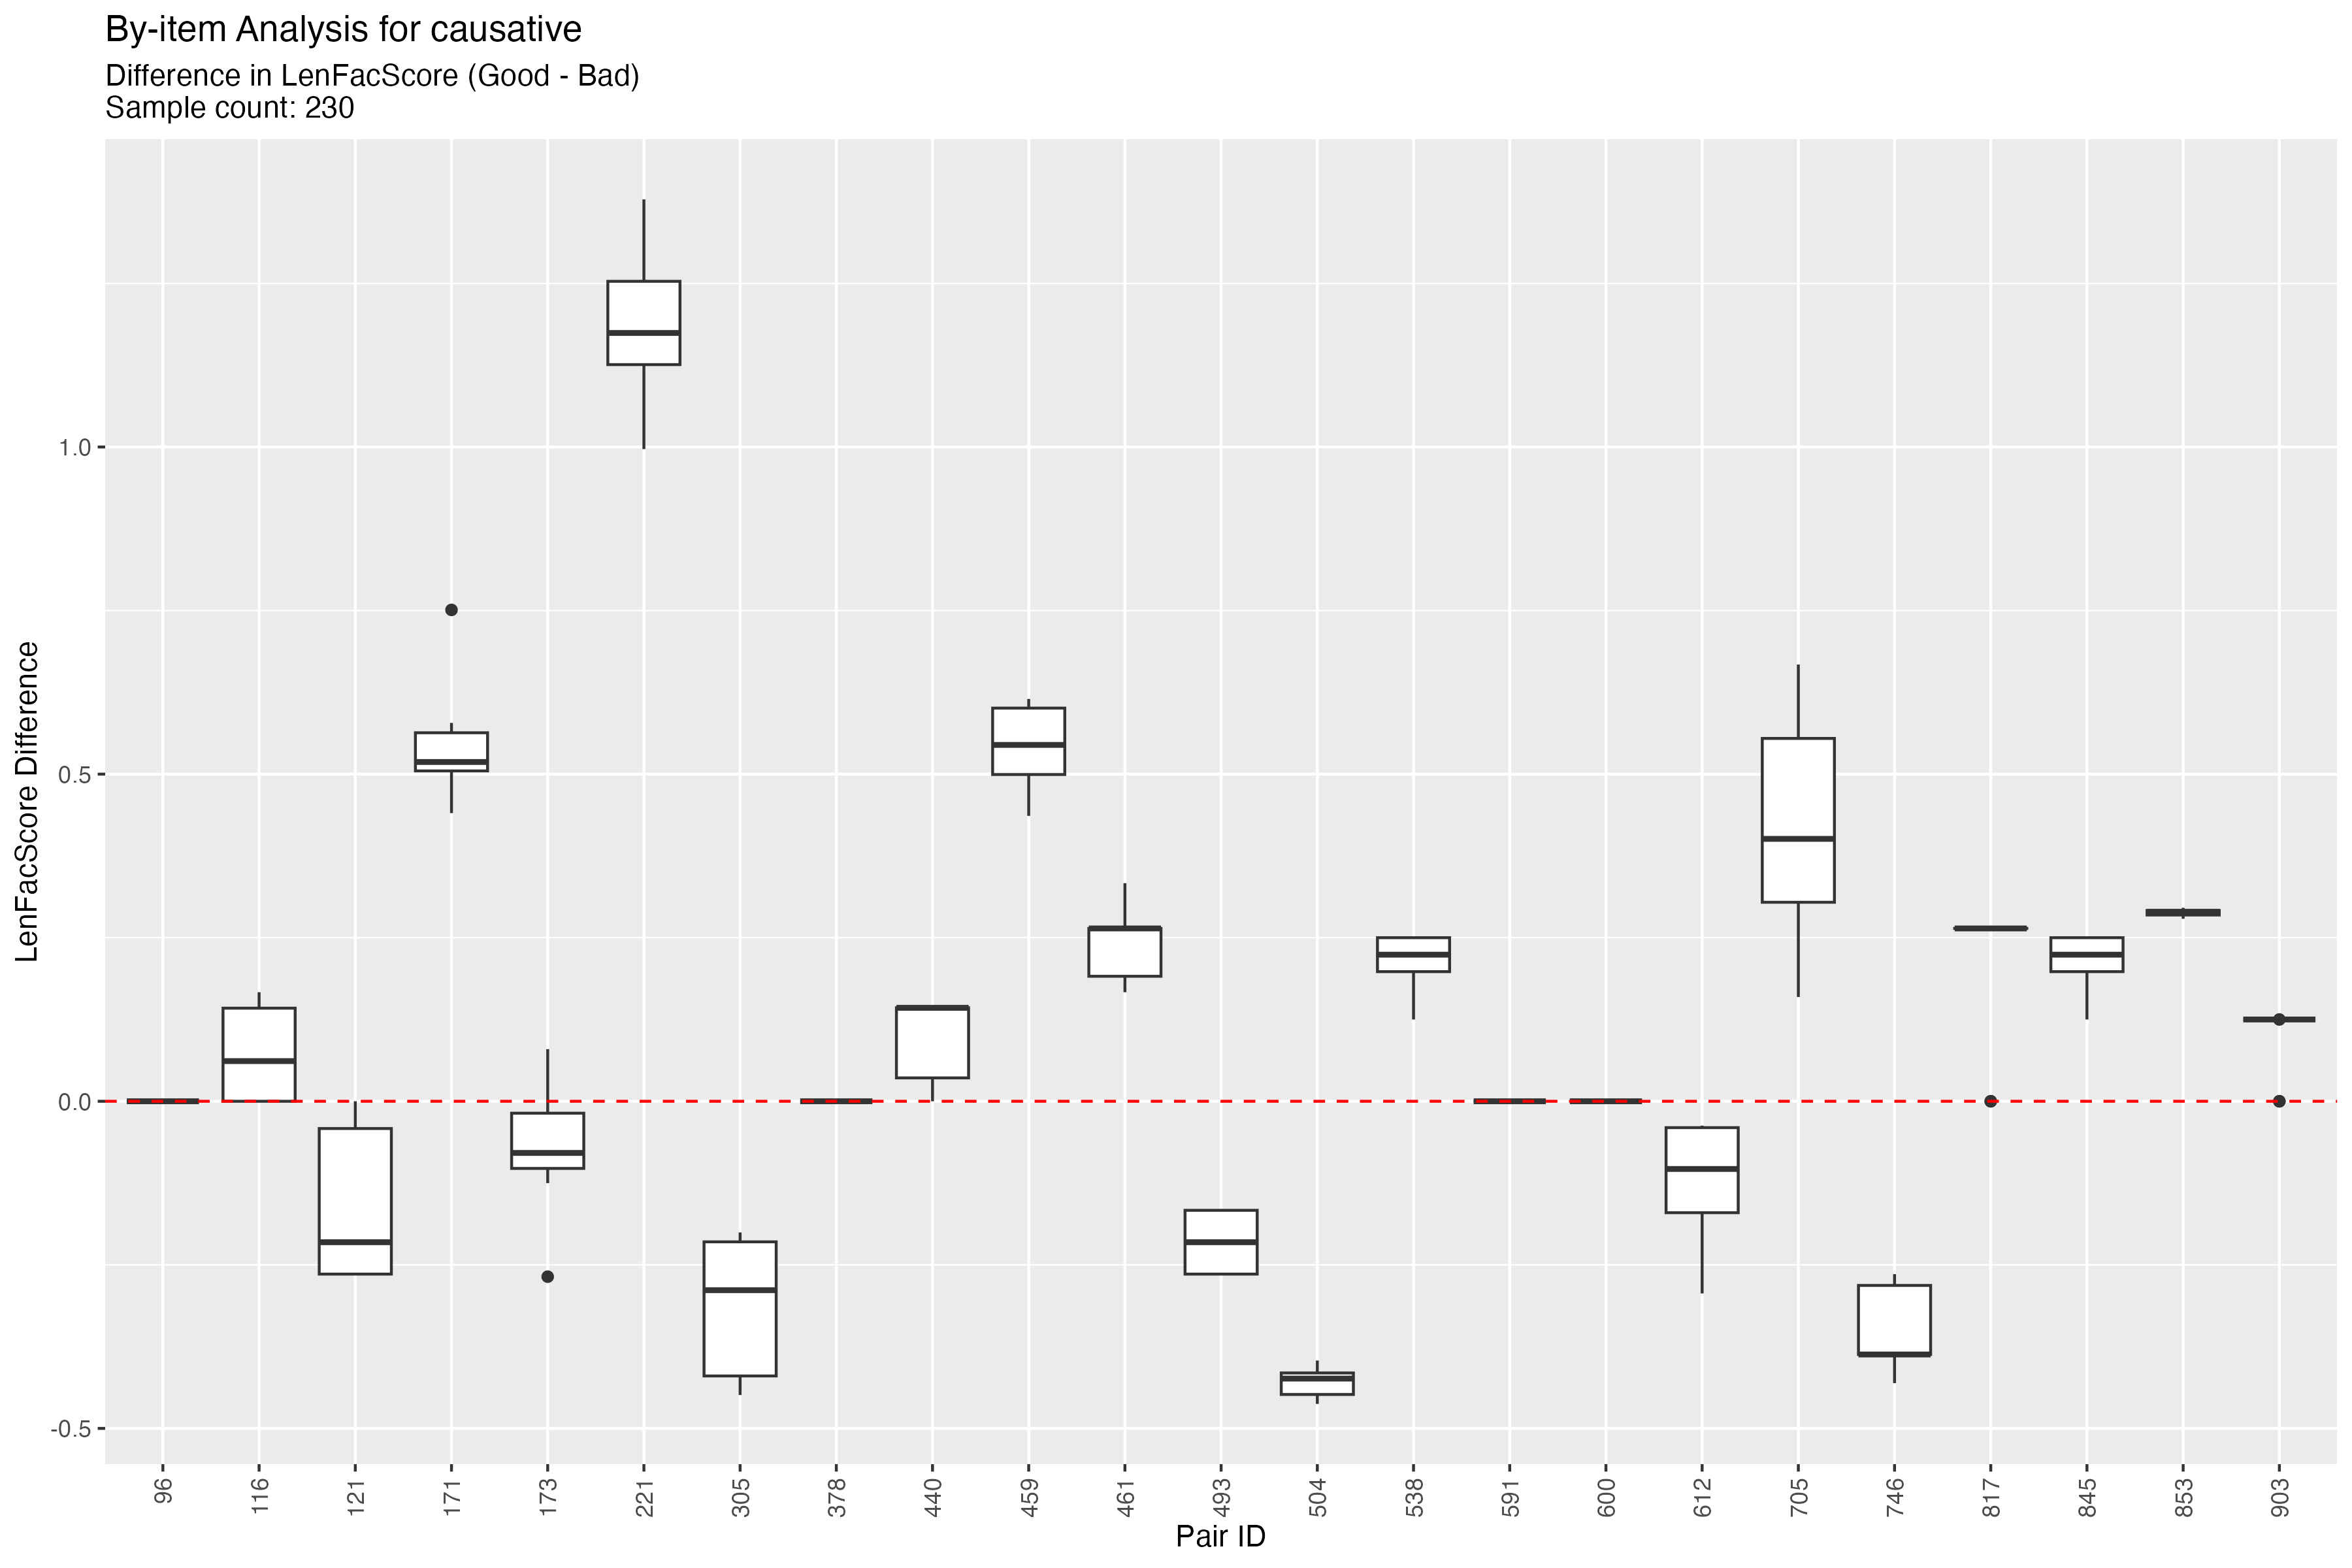 By-item Analysis for causative
Difference in LenFacScore (Good - Bad)
Sample count: 230
LenFacScore Difference
1.0
0.5
0.0
-0.5
96 116 121 171 173 221 305 378 440 459 461 493 504 538 591 600 612 705 746 817 845 853 903
Pair ID